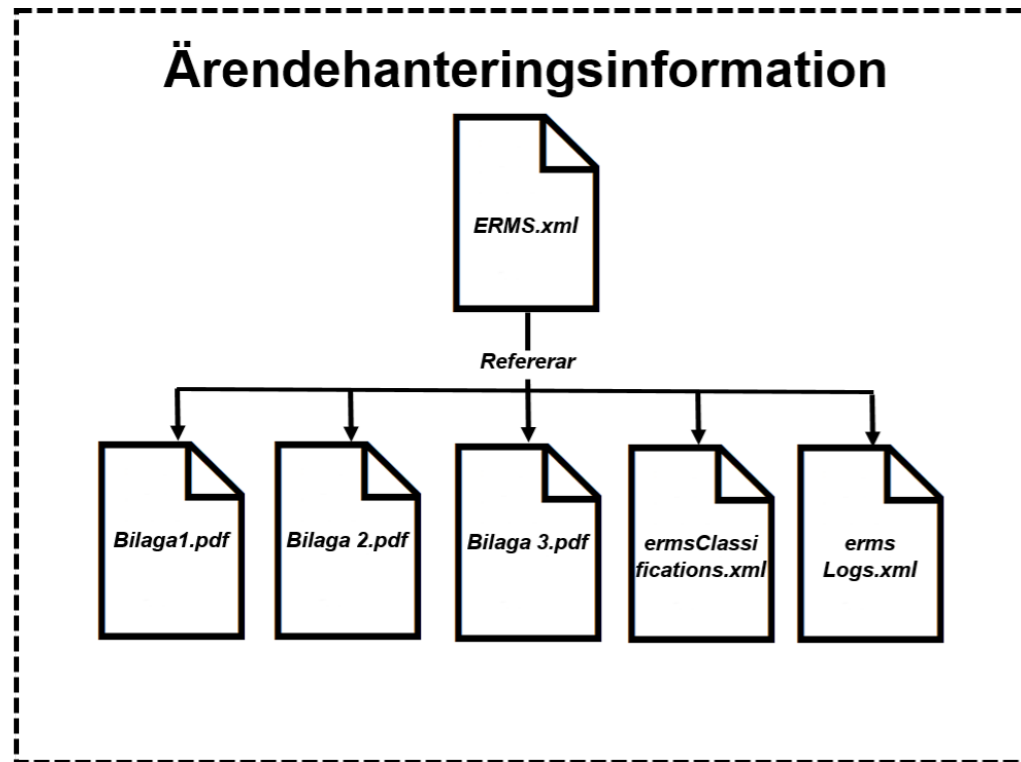 Ärendehanteringsinformation
ERMS.xml
Refererar
Bilaga1.pdf
Bilaga 2.pdf
Bilaga 3.pdf
ermsClassi
fications.xml
erms
Logs.xml